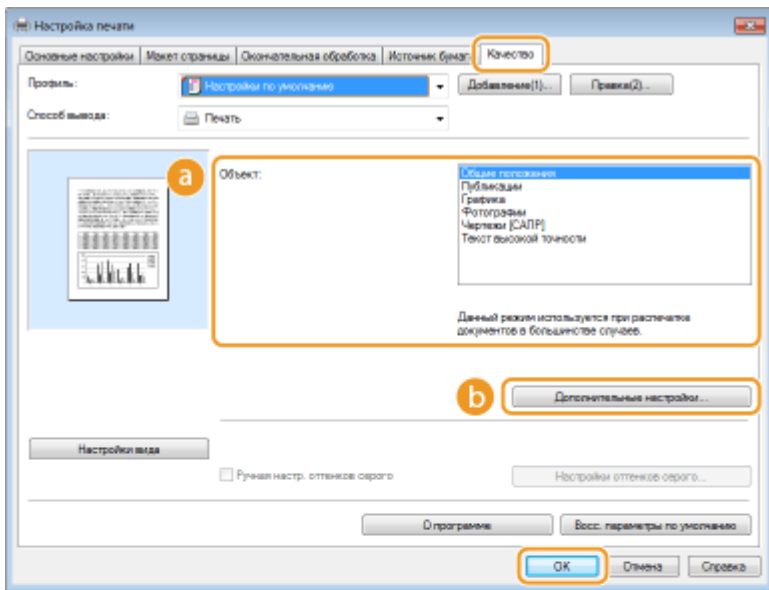 Настройка печати
Основные настройки Макет страницы Окончательная обработка Источник бумаг Качество
Профиль: Настройки по умолчанию Добавление(1)... Правка(2)...
Способ вывода: Печать
a
Объект:
Общие положения
Публикации
Графика
Фотографии
Чертежи [САПР]
Текст высокой точности
Данный режим используется при распечатке
документов в большинстве случаев.
b
Дополнительные настройки...
Настройки вида
Ручная настр. оттенков серого Настройки оттенков серого...
О программе Восс. параметры по умолчанию
OK Отмена Справка